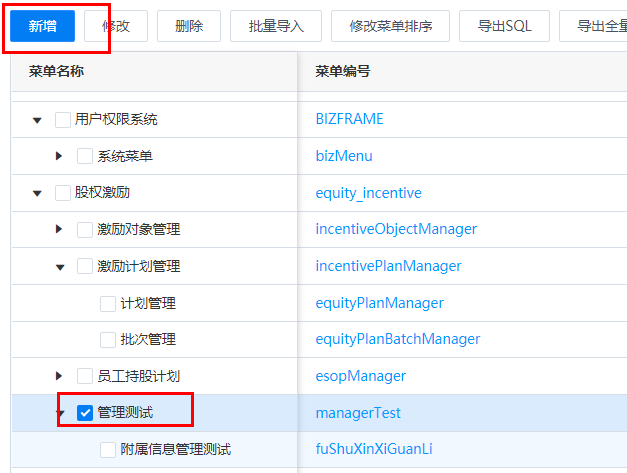 新增 修改 删除 批量导入 修改菜单排序 导出SQL 导出全量
菜单名称 菜单编号
用户权限系统 BIZFRAME
系统菜单 bizMenu
股权激励 equity_incentive
激励对象管理 incentiveObjectManager
激励计划管理 incentivePlanManager
计划管理 equityPlanManager
批次管理 equityPlanBatchManager
员工持股计划 esopManager
管理测试 managerTest
附属信息管理测试 fuShuXinXiGuanLi